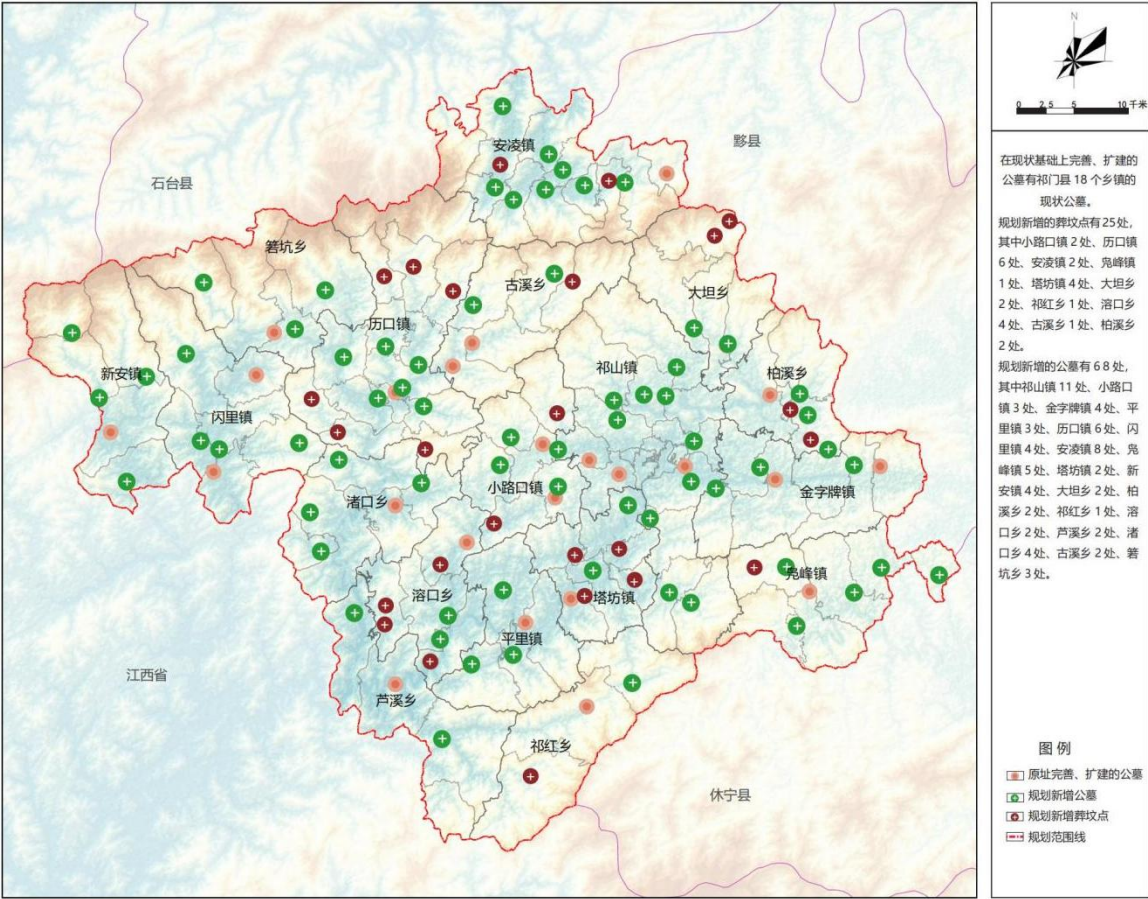 安凌镇
黟县
石台县
箬坑乡
古溪乡
大坦乡
历口镇
祁山镇
柏溪乡
新安镇
闪里镇
小路口镇
金字牌镇
渚口乡
凫峰镇
溶口乡
塔坊镇
平里镇
江西省
芦溪乡
祁红乡
休宁县
N
0 2.5 5 10 千米
在现状基础上完善、扩建的
公墓有祁门县 18 个乡镇的
现状公墓。
规划新增的葬坟点有25处,
其中小路口镇 2 处、历口镇
6 处、安凌镇 2 处、凫峰镇
1 处、塔坊镇 4 处、大坦乡
2 处、祁红乡 1 处、溶口乡
4 处、古溪乡 1 处、柏溪乡
2 处。
规划新增的公墓有 68 处,
其中祁山镇 11 处、小路口
镇 3 处、金字牌镇 4 处、平
里镇 3 处、历口镇 6 处、闪
里镇 4 处、安凌镇 8 处、凫
峰镇 5 处、塔坊镇 2 处、新
安镇 4 处、大坦乡 2 处、柏
溪乡 2 处、祁红乡 1 处、溶
口乡 2 处、芦溪乡 2 处、渚
口乡 4 处、古溪乡 2 处、箬
坑乡 3 处。
图 例
原址完善、扩建的公墓
规划新增公墓
规划新增葬坟点
规划范围线